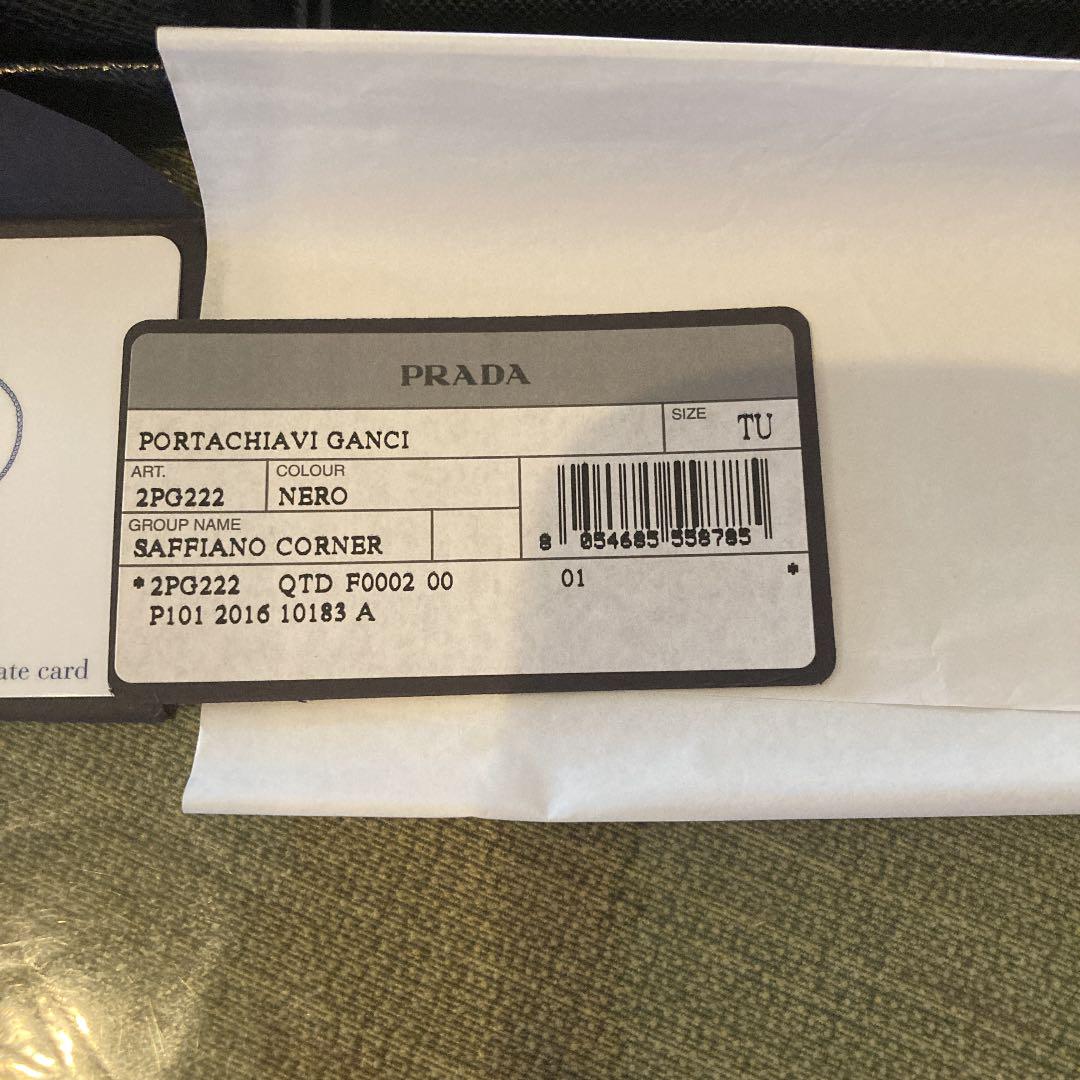 PRADA
PORTACHIAVI GANCI
SIZE TU
ART.
2PG222
COLOUR
NERO
GROUP NAME
SAFFIANO CORNER
8 054685 558785
*2PG222 QTD F0002 00 01 *
P101 2016 10183 A
ate card